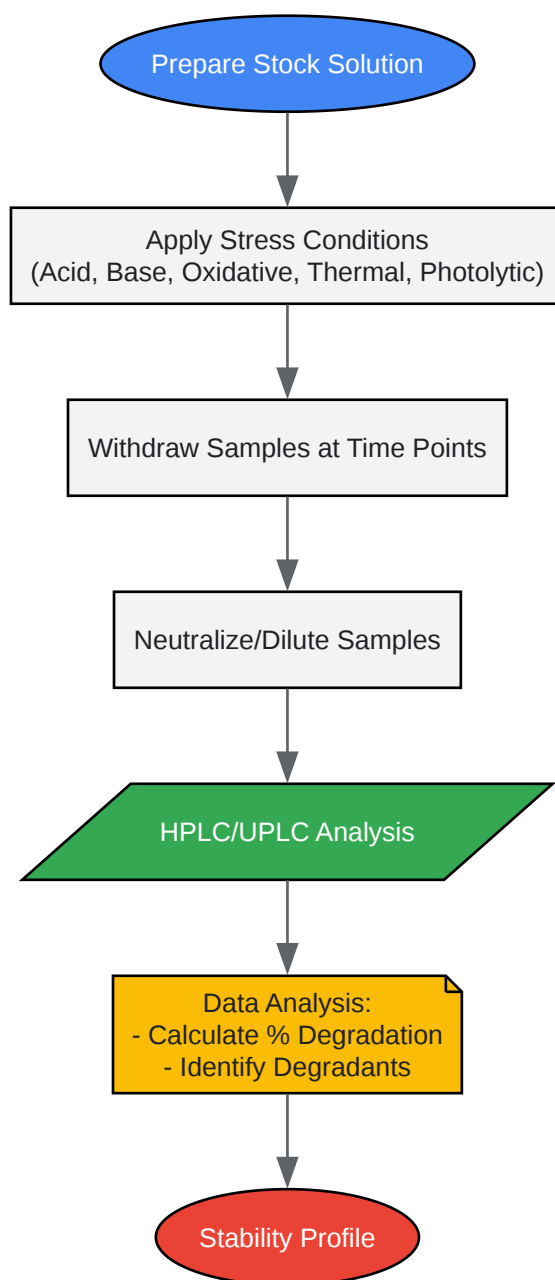 Prepare Stock Solution
Apply Stress Conditions
(Acid, Base, Oxidative, Thermal, Photolytic)
Withdraw Samples at Time Points
Neutralize/Dilute Samples
HPLC/UPLC Analysis
Data Analysis:
- Calculate % Degradation
- Identify Degradants
Stability Profile